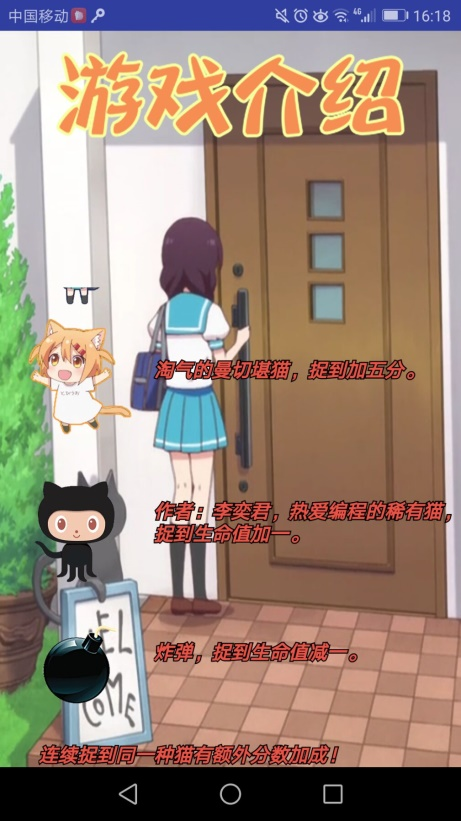 中国移动
4G
16:18
游戏介绍
淘气的曼切堪猫，捉到加五分。
作者：李奕君，热爱编程的稀有猫，
捉到生命值加一。
炸弹，捉到生命值减一。
WELCOME
连续捉到同一种猫有额外分数加成！